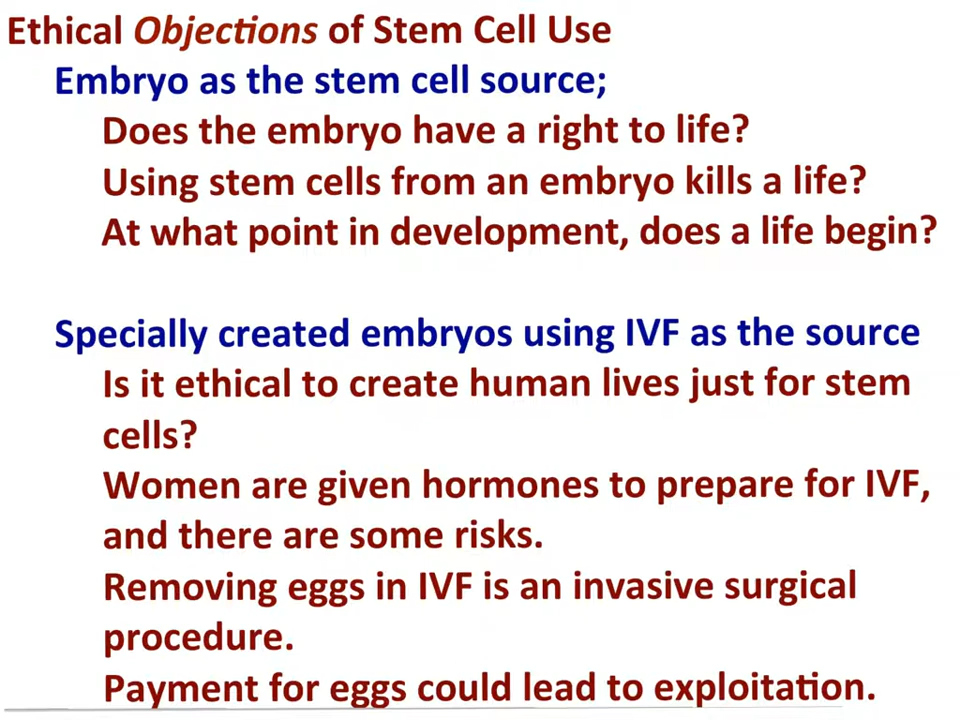 Ethical Objections of Stem Cell Use
Embryo as the stem cell source;
Does the embryo have a right to life?
Using stem cells from an embryo kills a life?
At what point in development, does a life begin?
Specially created embryos using IVF as the source
Is it ethical to create human lives just for stem
cells?
Women are given hormones to prepare for IVF,
and there are some risks.
Removing eggs in IVF is an invasive surgical
procedure.
Payment for eggs could lead to exploitation.